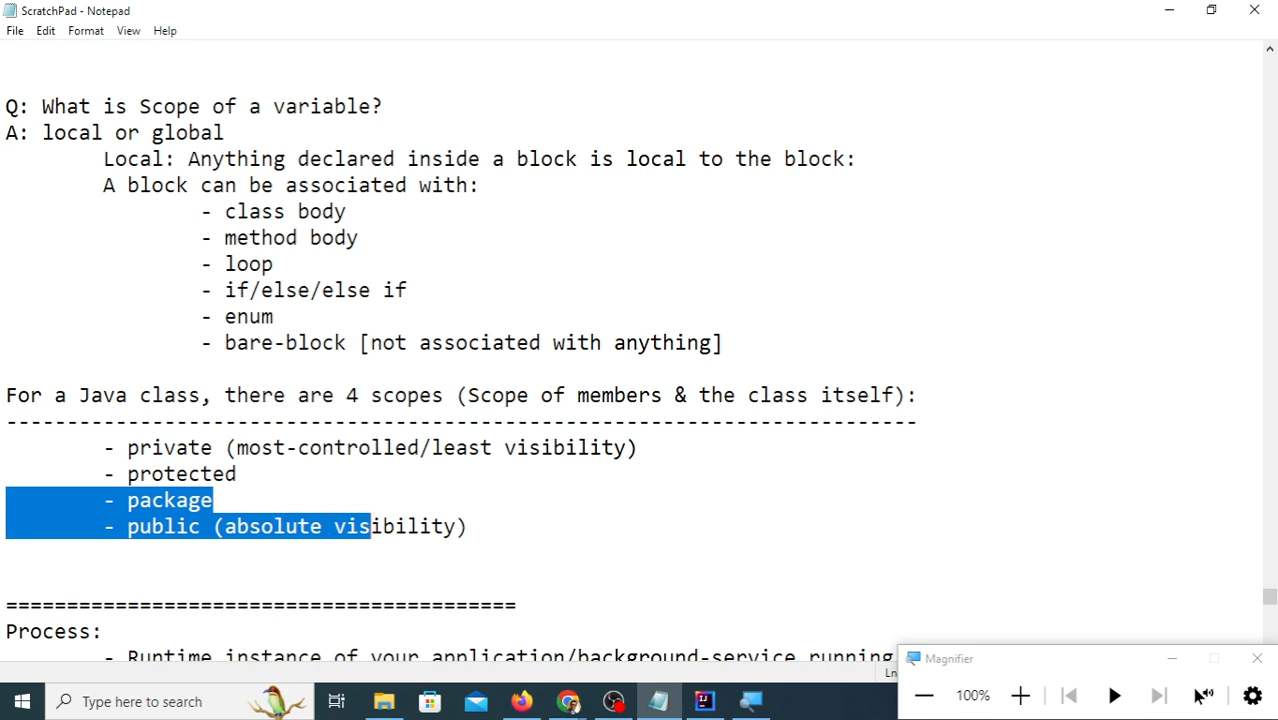 ScratchPad - Notepad
File Edit Format View Help
Q: What is Scope of a variable?
A: local or global
Local: Anything declared inside a block is local to the block:
A block can be associated with:
- class body
- method body
- loop
- if/else/else if
- enum
- bare-block [not associated with anything]
For a Java class, there are 4 scopes (Scope of members & the class itself):
---------------------------------------------------------------------------
- private (most-controlled/least visibility)
- protected
- package
- public (absolute visibility)
==========================================
Process:
- Runtime instance of your application/background-service running
Ln
Magnifier
100%
Type here to search